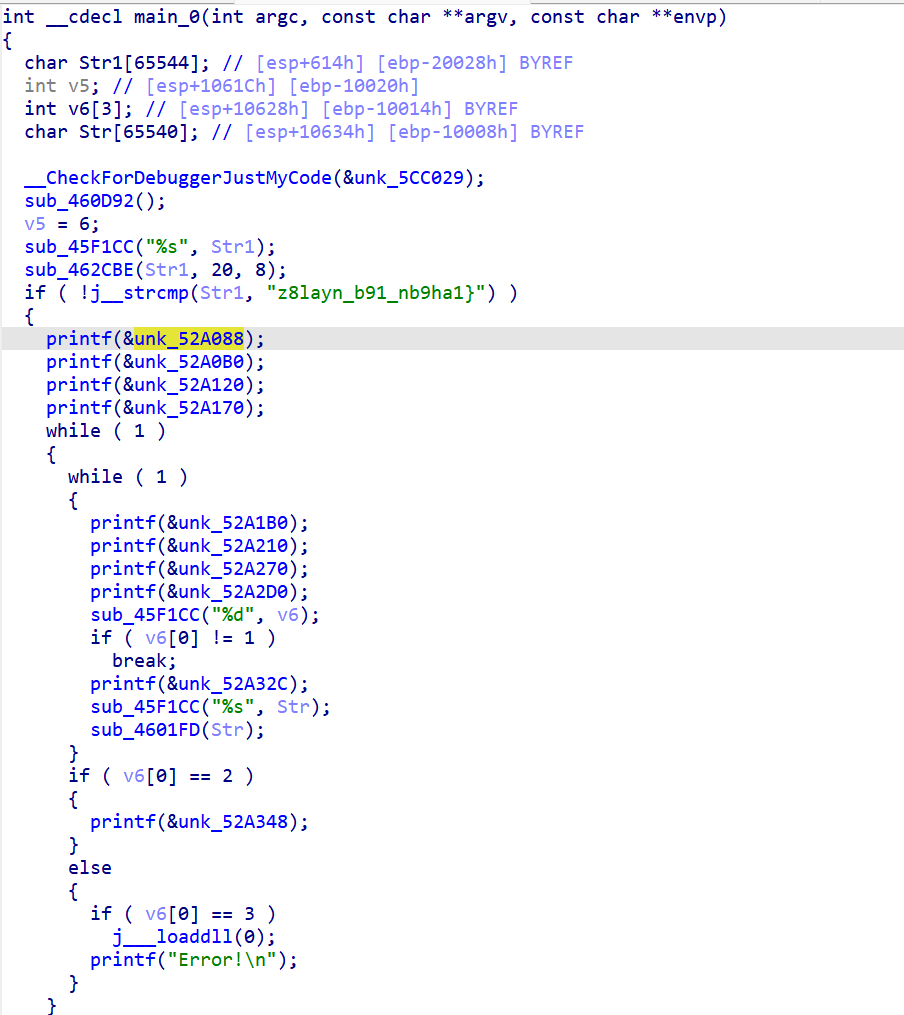 int __cdecl main_0(int argc, const char **argv, const char **envp)
{
  char Str1[65544]; // [esp+614h] [ebp-20028h] BYREF
  int v5; // [esp+1061Ch] [ebp-10020h]
  int v6[3]; // [esp+10628h] [ebp-10014h] BYREF
  char Str[65540]; // [esp+10634h] [ebp-10008h] BYREF

  __CheckForDebuggerJustMyCode(&unk_5CC029);
  sub_460D92();
  v5 = 6;
  sub_45F1CC("%s", Str1);
  sub_462CBE(Str1, 20, 8);
  if ( !j__strcmp(Str1, "z8layn_b91_nb9ha1}") )
  {
    printf(&unk_52A088);
    printf(&unk_52A0B0);
    printf(&unk_52A120);
    printf(&unk_52A170);
    while ( 1 )
    {
      while ( 1 )
      {
        printf(&unk_52A1B0);
        printf(&unk_52A210);
        printf(&unk_52A270);
        printf(&unk_52A2D0);
        sub_45F1CC("%d", v6);
        if ( v6[0] != 1 )
          break;
        printf(&unk_52A32C);
        sub_45F1CC("%s", Str);
        sub_4601FD(Str);
      }
      if ( v6[0] == 2 )
      {
        printf(&unk_52A348);
      }
      else
      {
        if ( v6[0] == 3 )
          j___loaddll(0);
        printf("Error!\n");
      }
    }